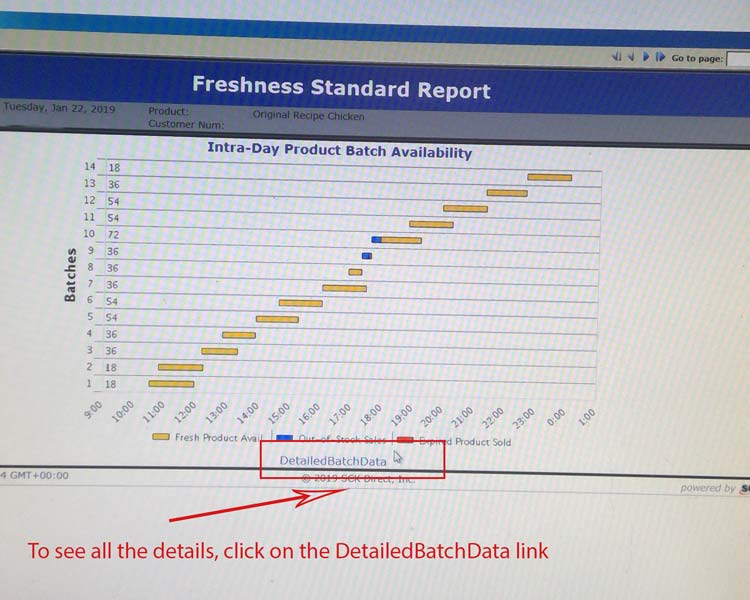 Go to page:
Freshness Standard Report
Tuesday, Jan 22, 2019
Product: Original Recipe Chicken
Customer Num:
Intra-Day Product Batch Availability
Batches
14 18
13 36
12 54
11 54
10 72
9 36
8 36
7 36
6 54
5 54
4 36
3 36
2 18
1 18
9:00 10:00 11:00 12:00 13:00 14:00 15:00 16:00 17:00 18:00 19:00 20:00 21:00 22:00 23:00 0:00 1:00
Fresh Product Avail Out-of-Stock Sales Expired Product Sold
DetailedBatchData
4 GMT+00:00
© 2019 SCK Direct, Inc.
powered by
To see all the details, click on the DetailedBatchData link